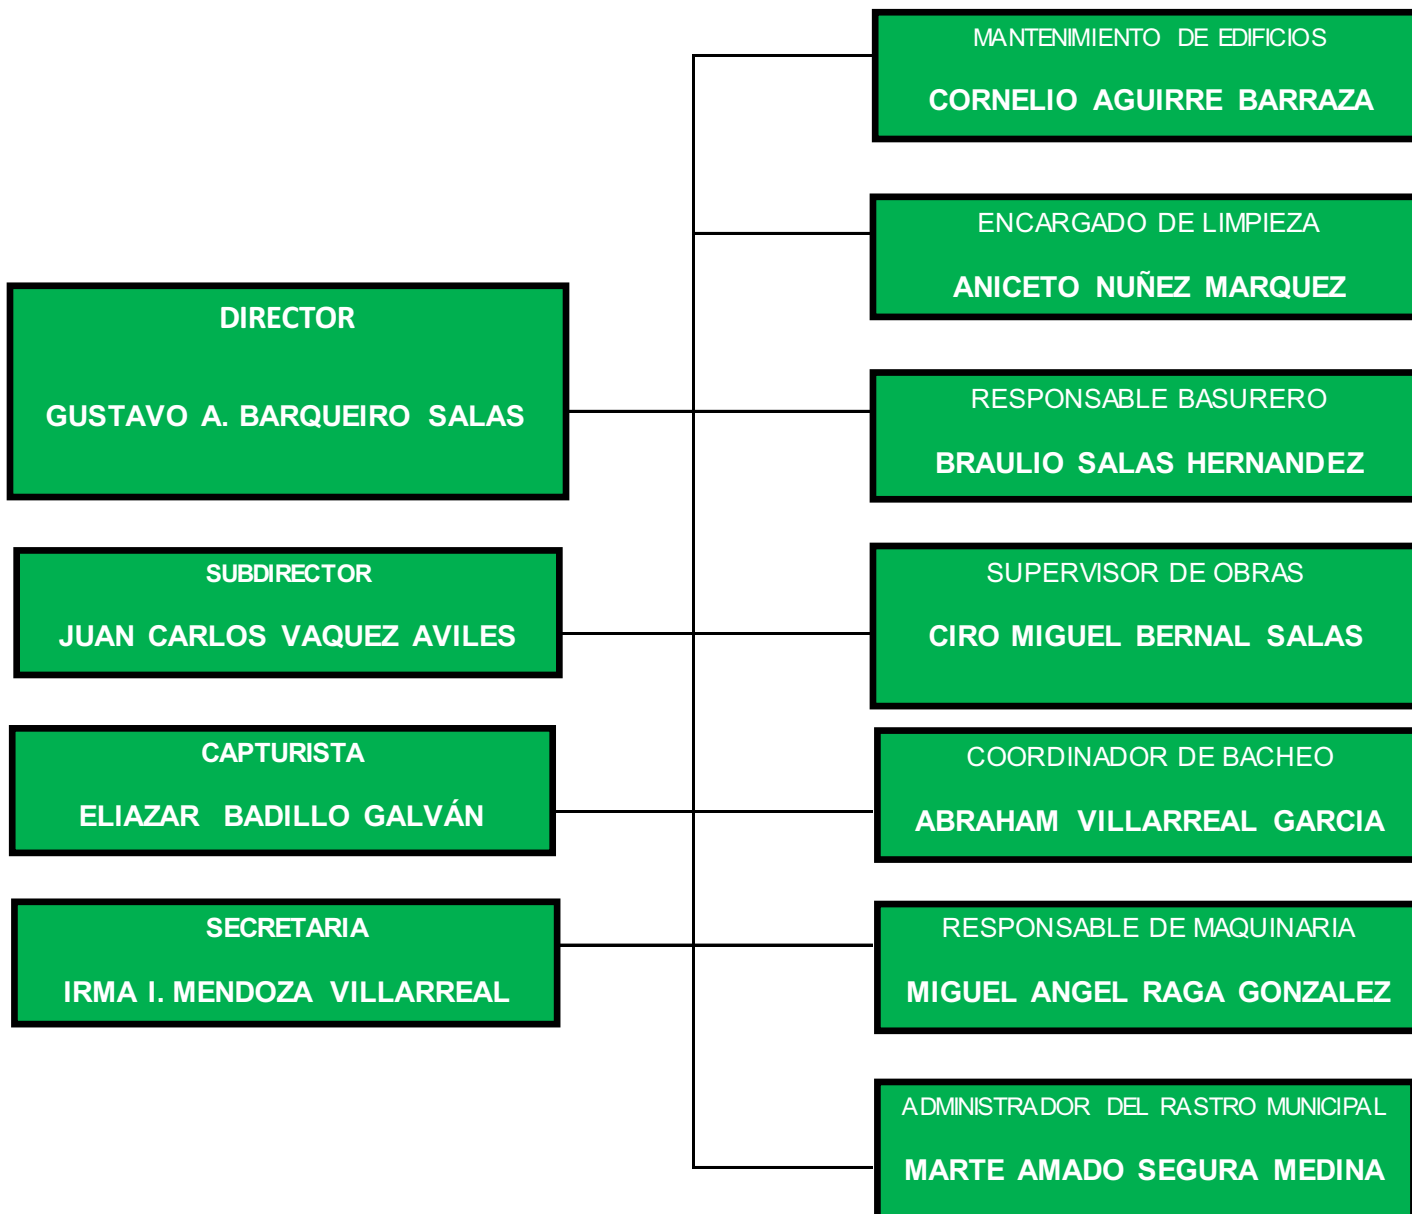 DIRECTOR
GUSTAVO A. BARQUEIRO SALAS
SUBDIRECTOR
JUAN CARLOS VAQUEZ AVILES
CAPTURISTA
ELIAZAR BADILLO GALVÁN
SECRETARIA
IRMA I. MENDOZA VILLARREAL
MANTENIMIENTO DE EDIFICIOS
CORNELIO AGUIRRE BARRAZA
ENCARGADO DE LIMPIEZA
ANICETO NUÑEZ MARQUEZ
RESPONSABLE BASURERO
BRAULIO SALAS HERNANDEZ
SUPERVISOR DE OBRAS
CIRO MIGUEL BERNAL SALAS
COORDINADOR DE BACHEO
ABRAHAM VILLARREAL GARCIA
RESPONSABLE DE MAQUINARIA
MIGUEL ANGEL RAGA GONZALEZ
ADMINISTRADOR DEL RASTRO MUNICIPAL
MARTE AMADO SEGURA MEDINA